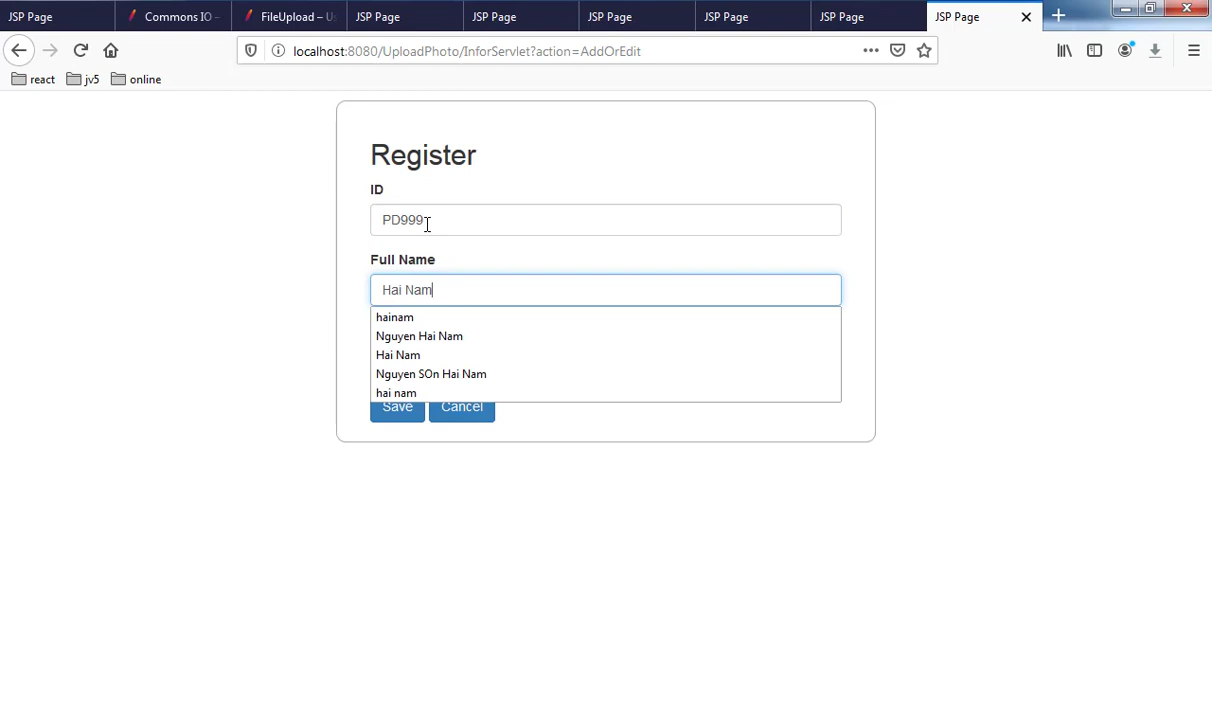 JSP Page
Commons IO –
FileUpload – Us
JSP Page
JSP Page
JSP Page
JSP Page
JSP Page
JSP Page
localhost:8080/UploadPhoto/InforServlet?action=AddOrEdit
react
jv5
online
Register
ID
PD999
Full Name
Hai Nam
hainam
Nguyen Hai Nam
Hai Nam
Nguyen SOn Hai Nam
hai nam
Save
Cancel